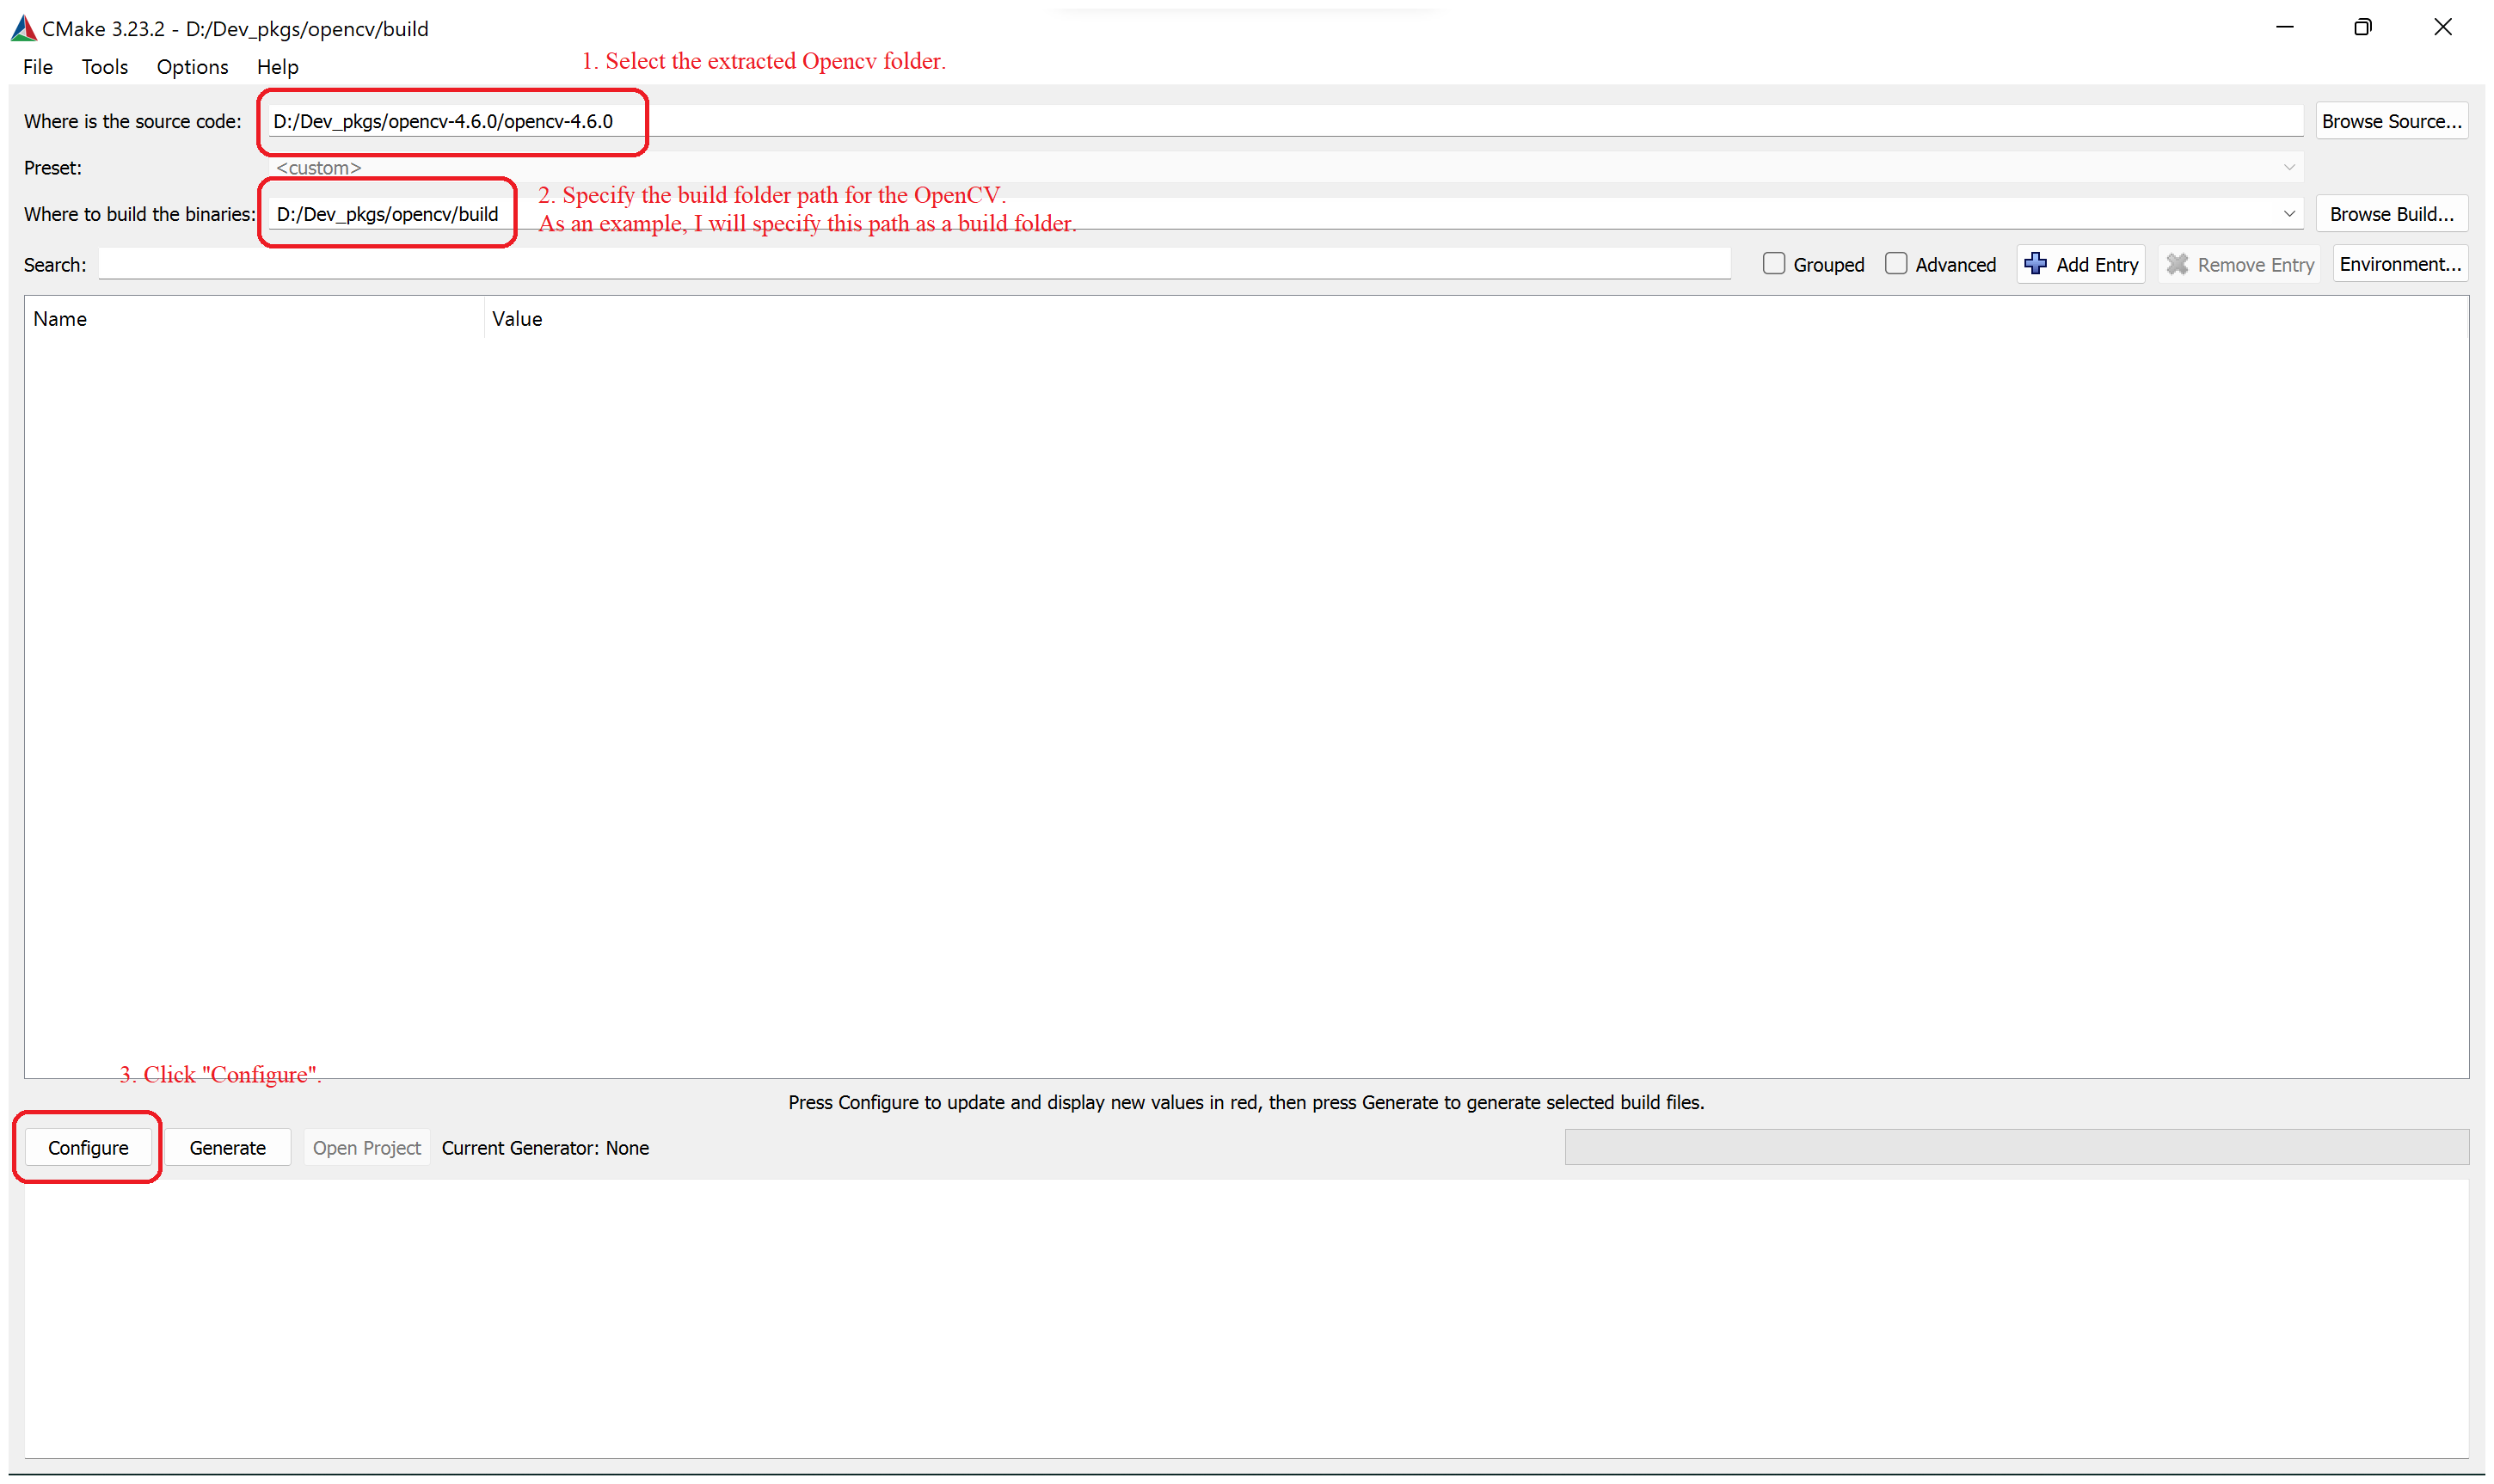 CMake 3.23.2 - D:/Dev_pkgs/opencv/build
File Tools Options Help
1. Select the extracted Opencv folder.
Where is the source code: D:/Dev_pkgs/opencv-4.6.0/opencv-4.6.0 Browse Source...
Preset: <custom>
2. Specify the build folder path for the OpenCV.
Where to build the binaries: D:/Dev_pkgs/opencv/build Browse Build...
As an example, I will specify this path as a build folder.
Search: Grouped Advanced Add Entry Remove Entry Environment...
Name Value
3. Click "Configure".
Press Configure to update and display new values in red, then press Generate to generate selected build files.
Configure Generate Open Project Current Generator: None